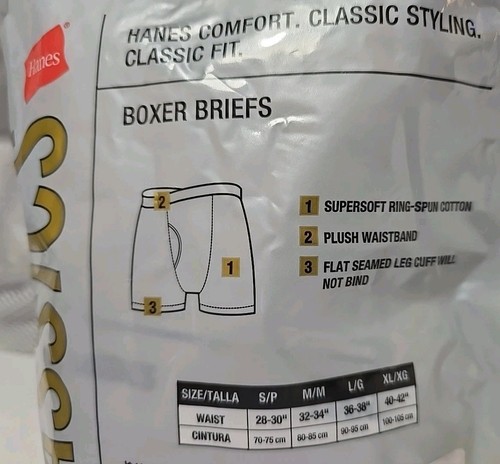 Hanes
HANES COMFORT. CLASSIC STYLING.
CLASSIC FIT.
BOXER BRIEFS
2
1
3
1 SUPERSOFT RING-SPUN COTTON
2 PLUSH WAISTBAND
3 FLAT SEAMED LEG CUFF WILL
NOT BIND
SIZE/TALLA S/P M/M L/G XL/XG
WAIST 28-30" 32-34" 36-38" 40-42"
CINTURA 70-75 cm 80-85 cm 90-95 cm 100-105 cm